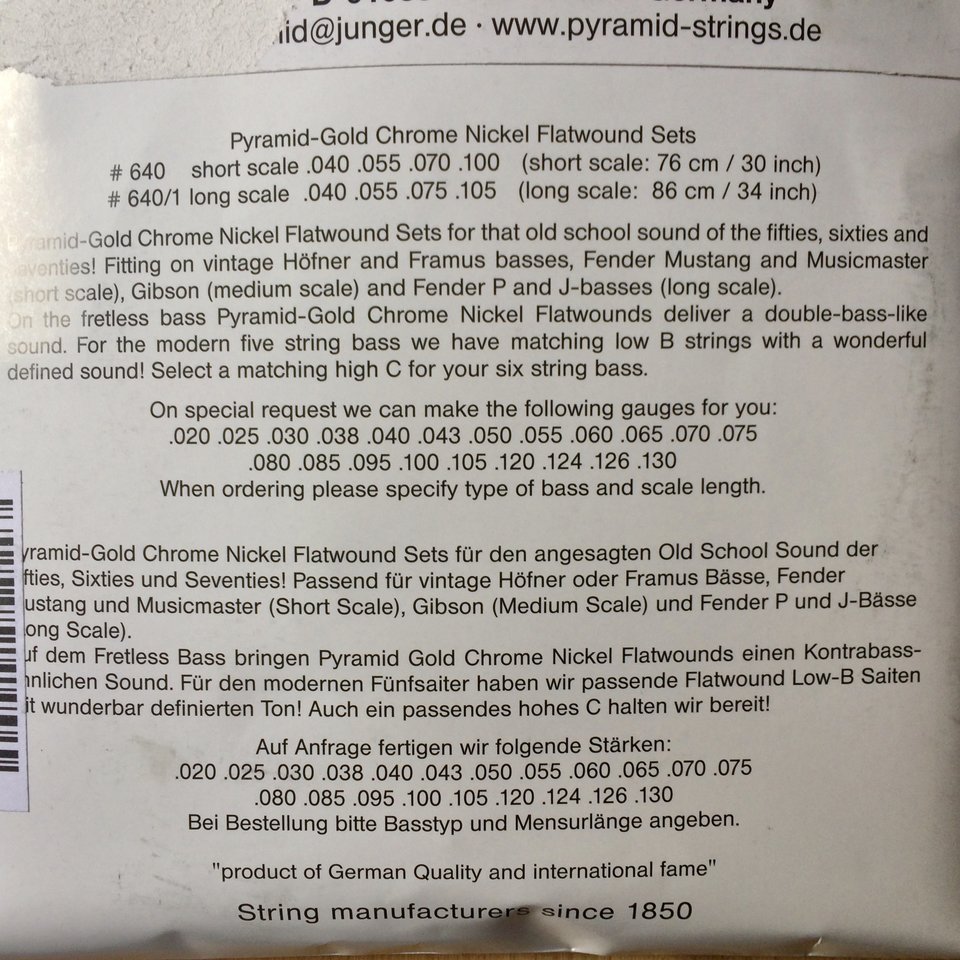 id@junger.de · www.pyramid-strings.de
Pyramid-Gold Chrome Nickel Flatwound Sets
# 640 short scale .040 .055 .070 .100 (short scale: 76 cm / 30 inch)
# 640/1 long scale .040 .055 .075 .105 (long scale: 86 cm / 34 inch)
Pyramid-Gold Chrome Nickel Flatwound Sets for that old school sound of the fifties, sixties and
seventies! Fitting on vintage Höfner and Framus basses, Fender Mustang and Musicmaster
(short scale), Gibson (medium scale) and Fender P and J-basses (long scale).
On the fretless bass Pyramid-Gold Chrome Nickel Flatwounds deliver a double-bass-like
sound. For the modern five string bass we have matching low B strings with a wonderful
defined sound! Select a matching high C for your six string bass.
On special request we can make the following gauges for you:
.020 .025 .030 .038 .040 .043 .050 .055 .060 .065 .070 .075
.080 .085 .095 .100 .105 .120 .124 .126 .130
When ordering please specify type of bass and scale length.
yramid-Gold Chrome Nickel Flatwound Sets für den angesagten Old School Sound der
fties, Sixties und Seventies! Passend für vintage Höfner oder Framus Bässe, Fender
ustang und Musicmaster (Short Scale), Gibson (Medium Scale) und Fender P und J-Bässe
ong Scale).
uf dem Fretless Bass bringen Pyramid Gold Chrome Nickel Flatwounds einen Kontrabass-
nlichen Sound. Für den modernen Fünfsaiter haben wir passende Flatwound Low-B Saiten
it wunderbar definierten Ton! Auch ein passendes hohes C halten wir bereit!
Auf Anfrage fertigen wir folgende Stärken:
.020 .025 .030 .038 .040 .043 .050 .055 .060 .065 .070 .075
.080 .085 .095 .100 .105 .120 .124 .126 .130
Bei Bestellung bitte Basstyp und Mensurlänge angeben.
"product of German Quality and international fame"
String manufacturers since 1850